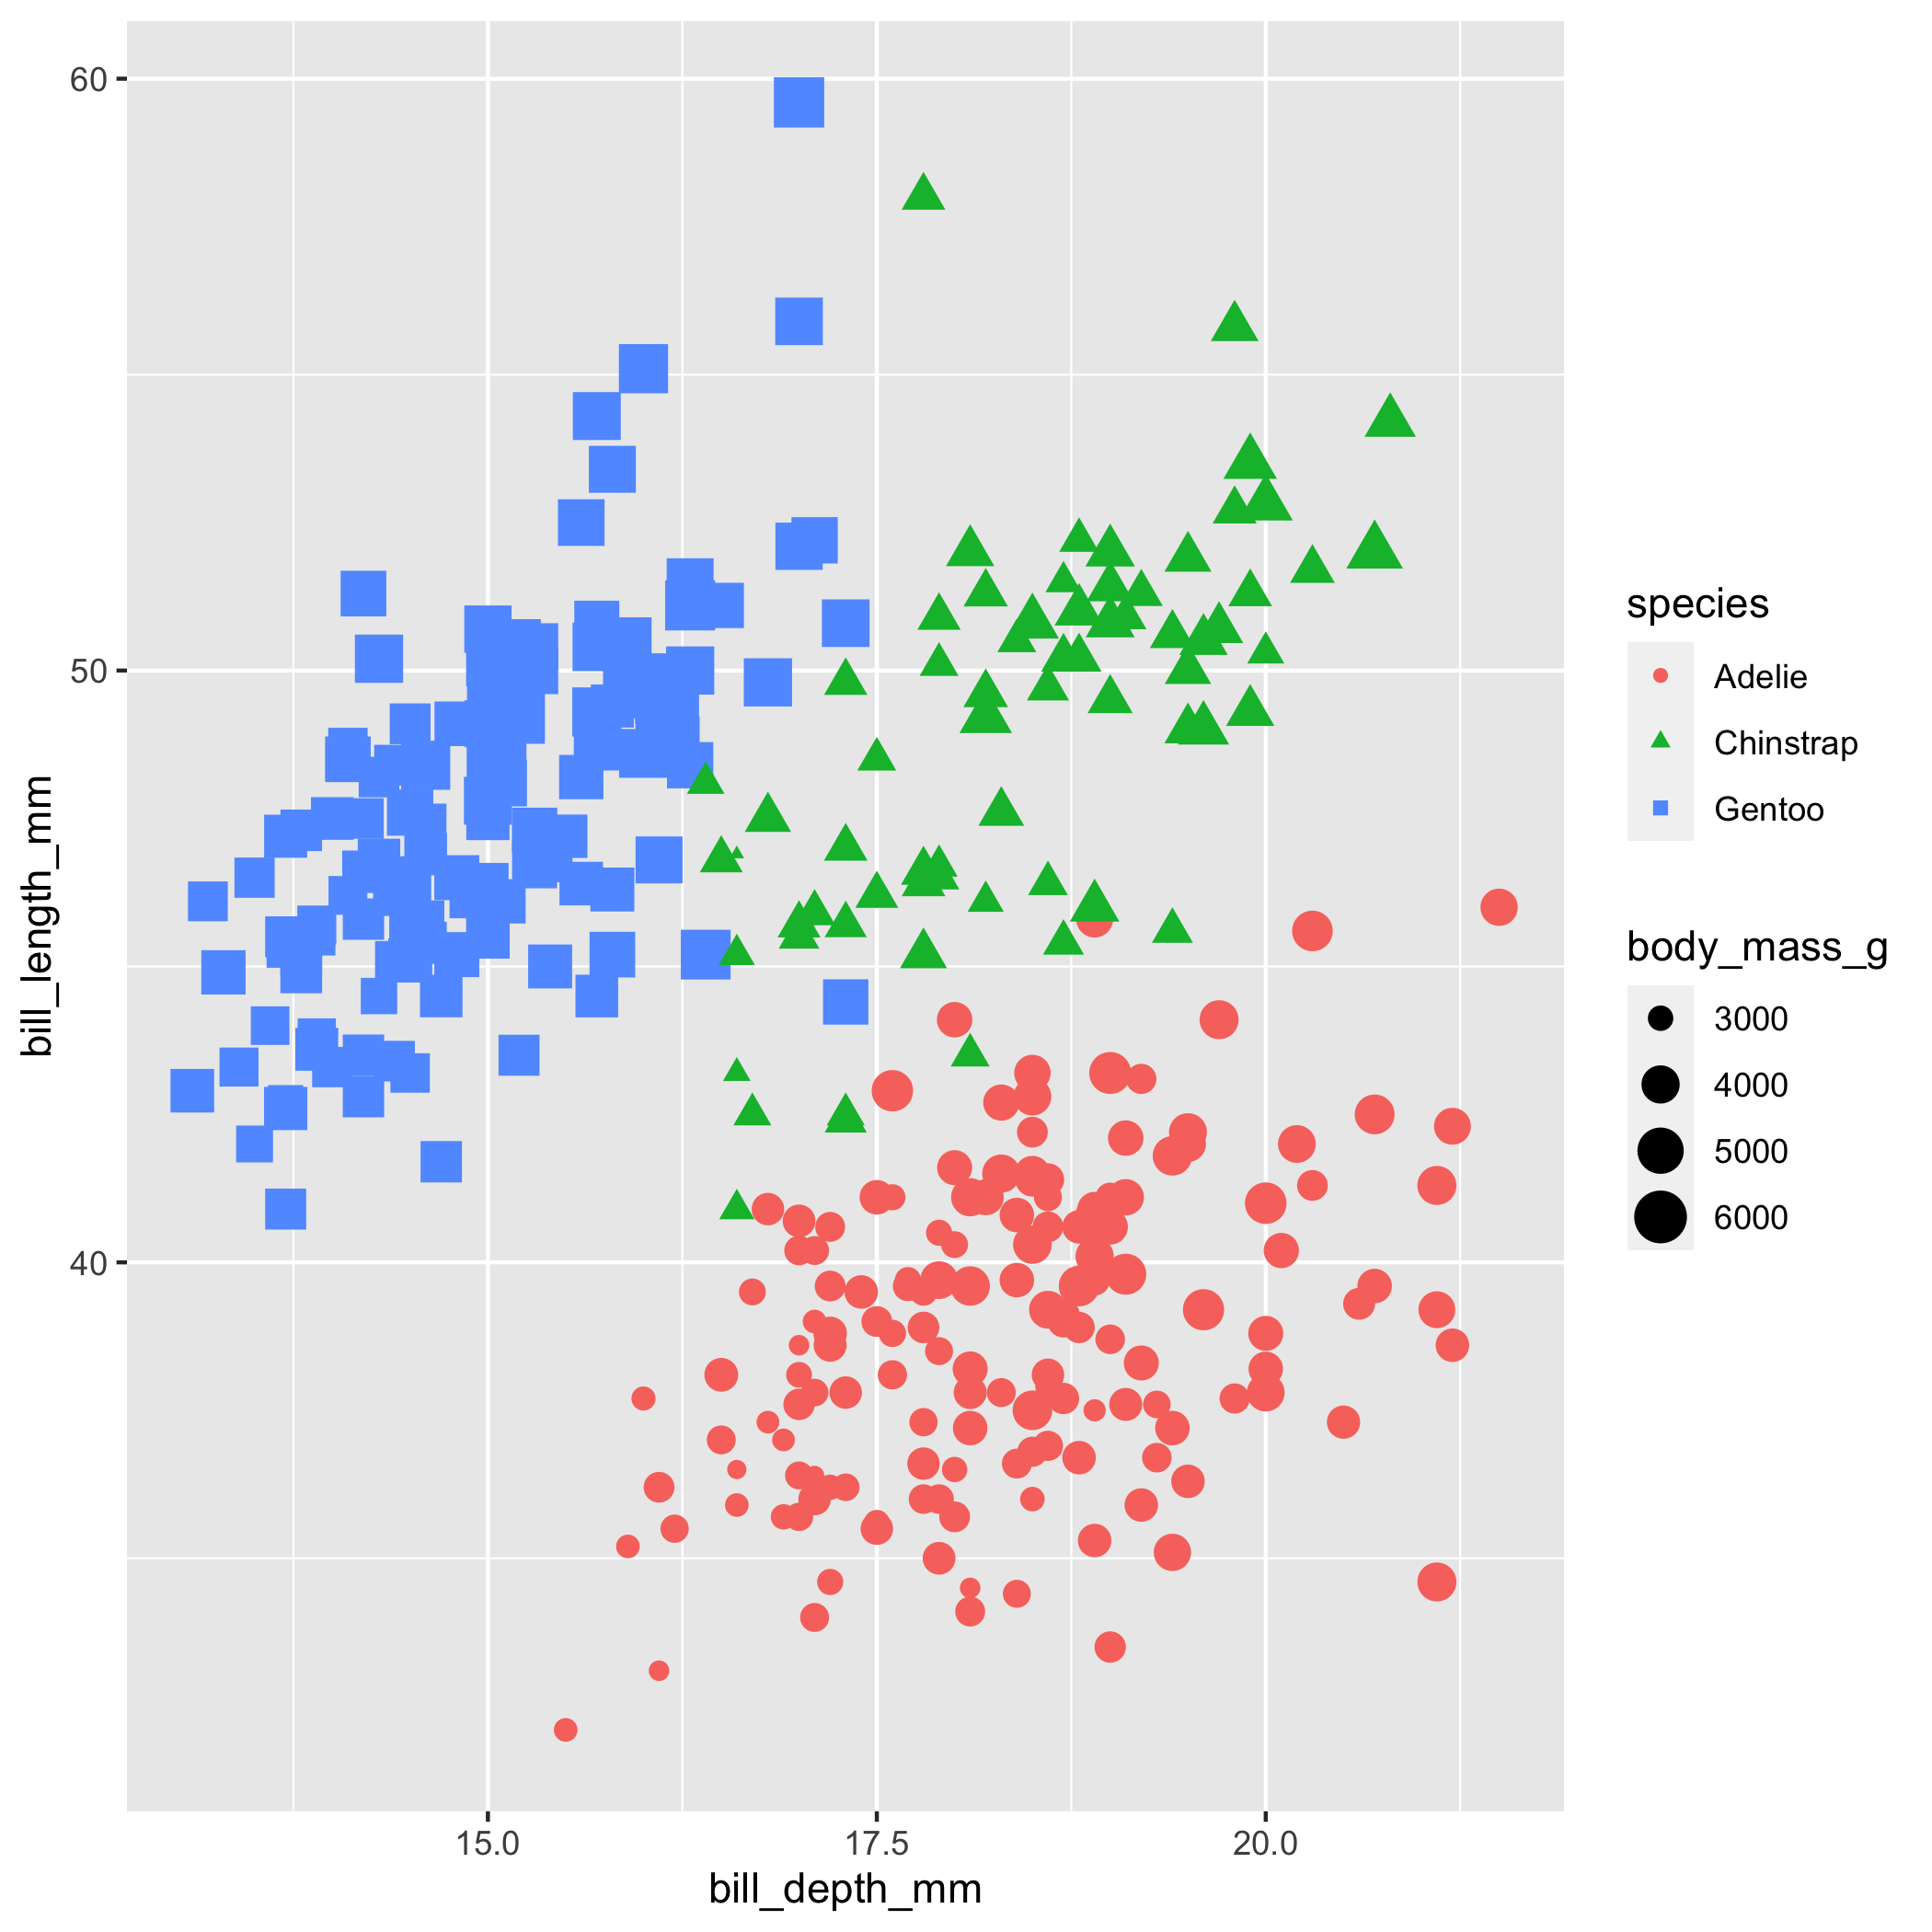 60
50
40
bill_length_mm
15.0 17.5 20.0
bill_depth_mm
species
Adelie
Chinstrap
Gentoo
body_mass_g
3000
4000
5000
6000